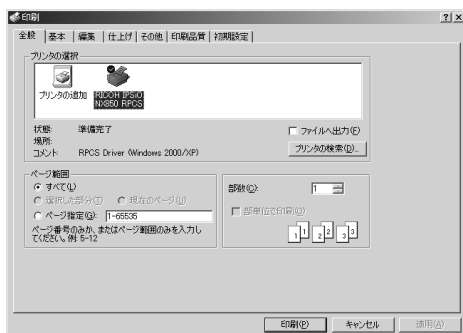 印刷
全般 基本 編集 仕上げ その他 印刷品質 初期設定
プリンタの選択
プリンタの追加
RICOH IPSiO NX850 RPCS
状態: 準備完了
場所:
コメント: RPCS Driver (Windows 2000/XP)
ファイルへ出力(F)
プリンタの検索(D)...
ページ範囲
すべて(L)
選択した部分(T) 現在のページ(U)
ページ指定(G): 1-65535
ページ番号のみか、またはページ範囲のみを入力し
てください。例: 5-12
部数(C): 1
部単位で印刷(O)
1 1 2 2 3 3
印刷(P) キャンセル 適用(A)